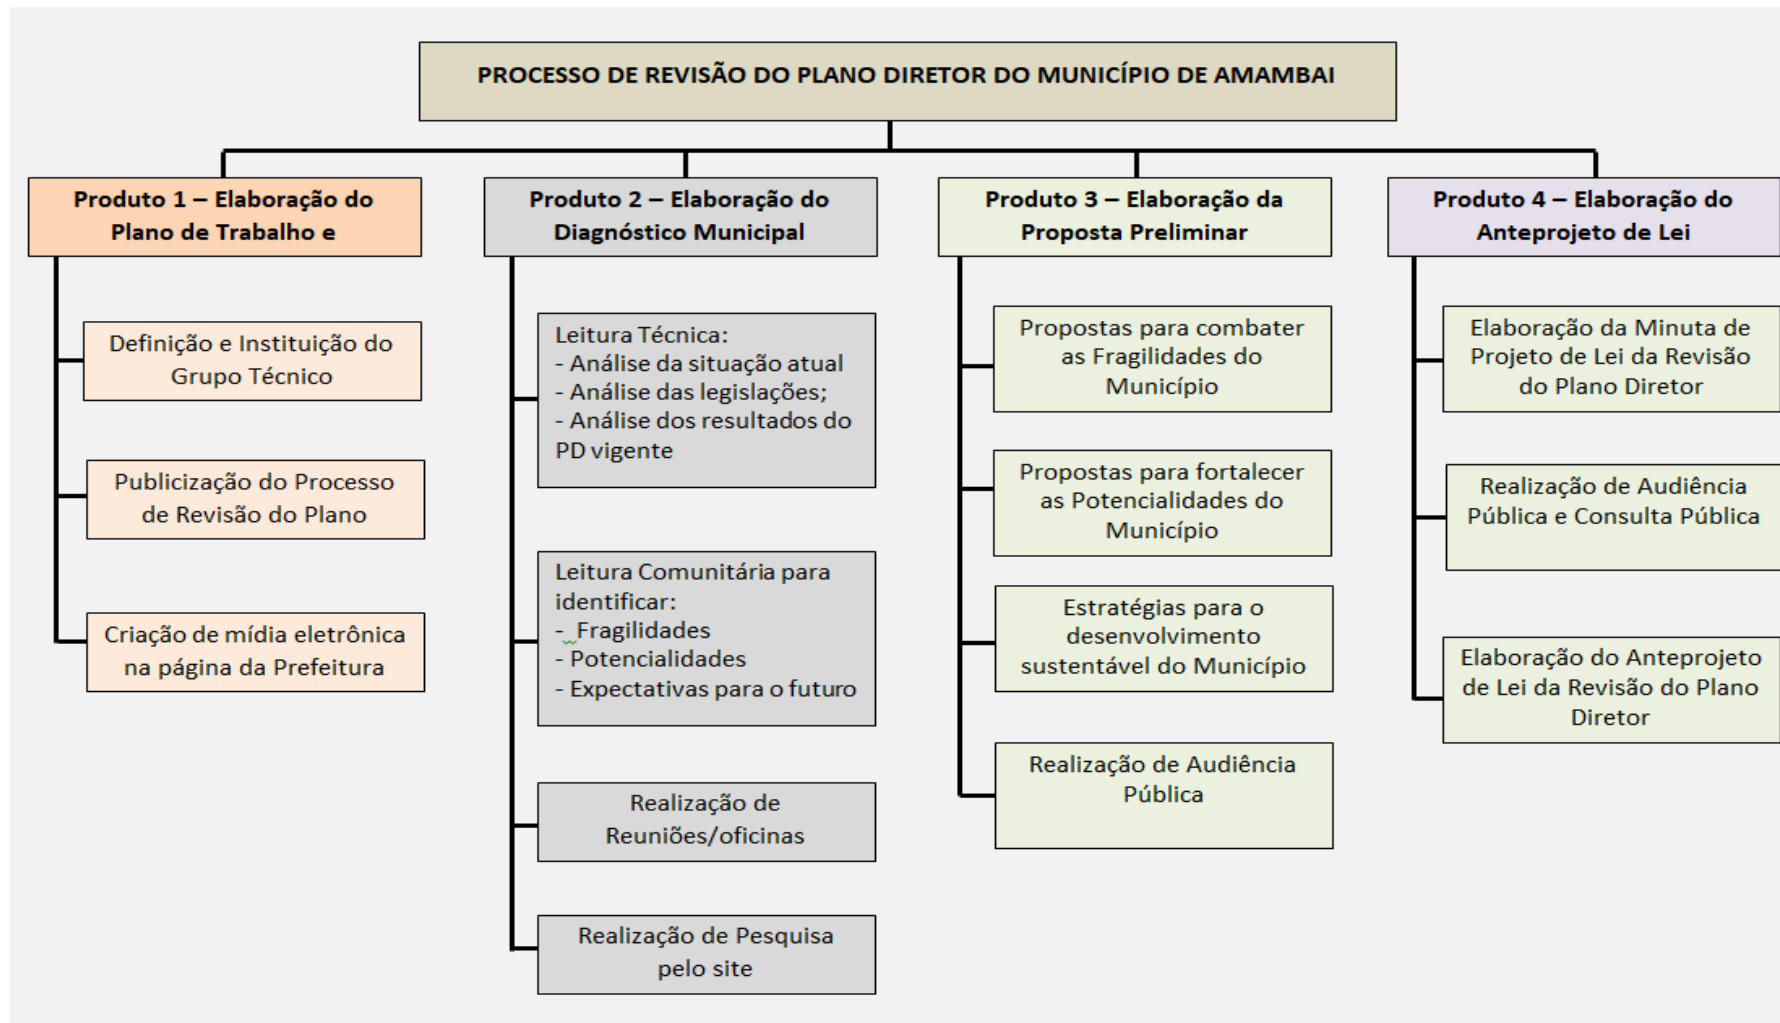 PROCESSO DE REVISÃO DO PLANO DIRETOR DO MUNICÍPIO DE AMAMBAI
Produto 1 – Elaboração do
Plano de Trabalho e
Definição e Instituição do
Grupo Técnico
Publicização do Processo
de Revisão do Plano
Criação de mídia eletrônica
na página da Prefeitura
Produto 2 – Elaboração do
Diagnóstico Municipal
Leitura Técnica:
- Análise da situação atual
- Análise das legislações;
- Análise dos resultados do
PD vigente
Leitura Comunitária para
identificar:
- Fragilidades
- Potencialidades
- Expectativas para o futuro
Realização de
Reuniões/oficinas
Realização de Pesquisa
pelo site
Produto 3 – Elaboração da
Proposta Preliminar
Propostas para combater
as Fragilidades do
Município
Propostas para fortalecer
as Potencialidades do
Município
Estratégias para o
desenvolvimento
sustentável do Município
Realização de Audiência
Pública
Produto 4 – Elaboração do
Anteprojeto de Lei
Elaboração da Minuta de
Projeto de Lei da Revisão
do Plano Diretor
Realização de Audiência
Pública e Consulta Pública
Elaboração do Anteprojeto
de Lei da Revisão do Plano
Diretor